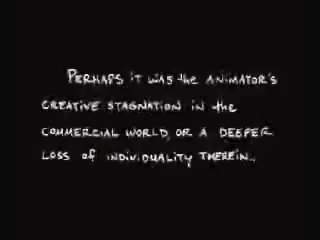 PERHAPS, it WAS the ANIMATOR'S
CREATIVE STAGNATION iN the
COMMERCIAL WORLD, OR A DEEPER
LOSS of INDIVIDUALITY THEREIN..